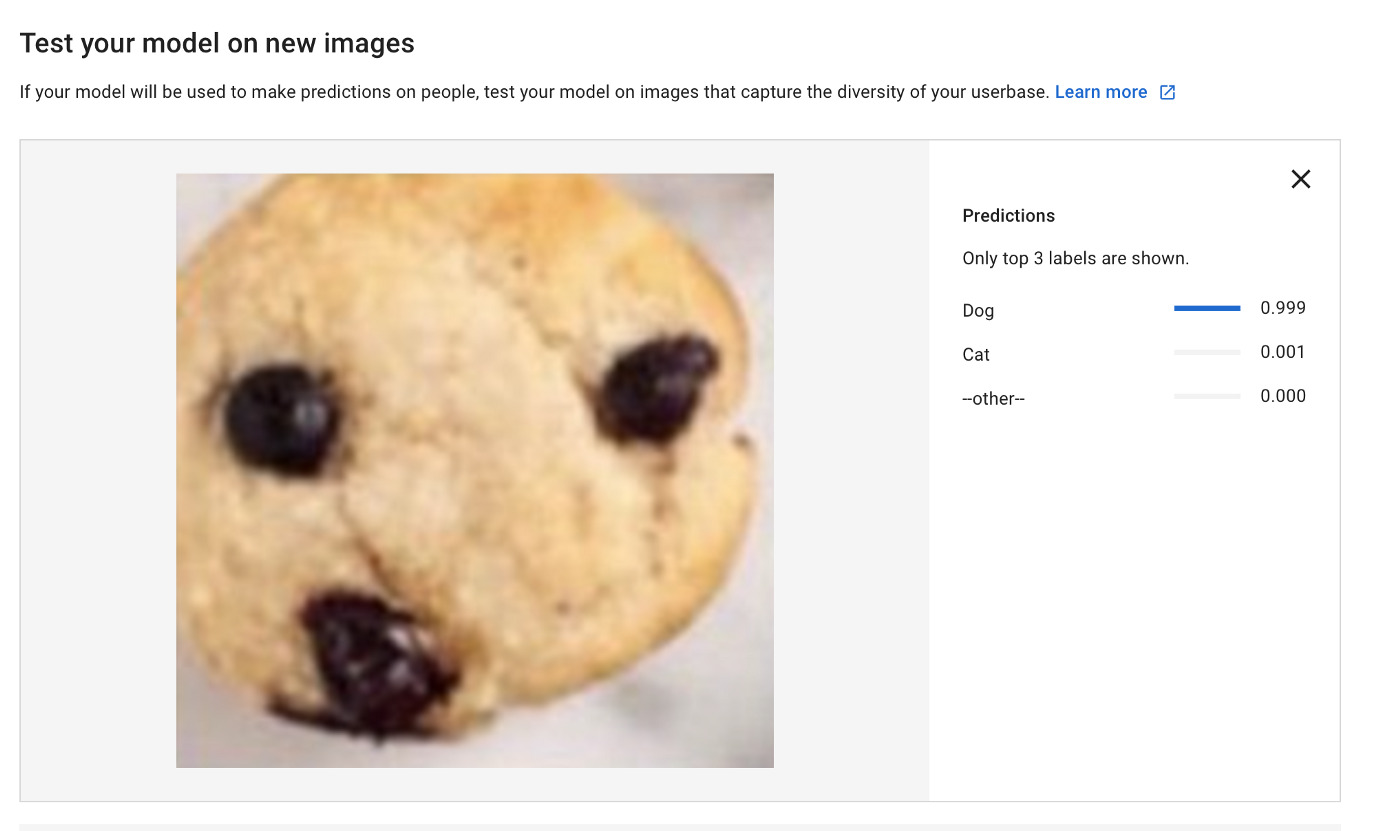 Test your model on new images
If your model will be used to make predictions on people, test your model on images that capture the diversity of your userbase. Learn more
Predictions
Only top 3 labels are shown.
Dog 0.999
Cat 0.001
--other-- 0.000